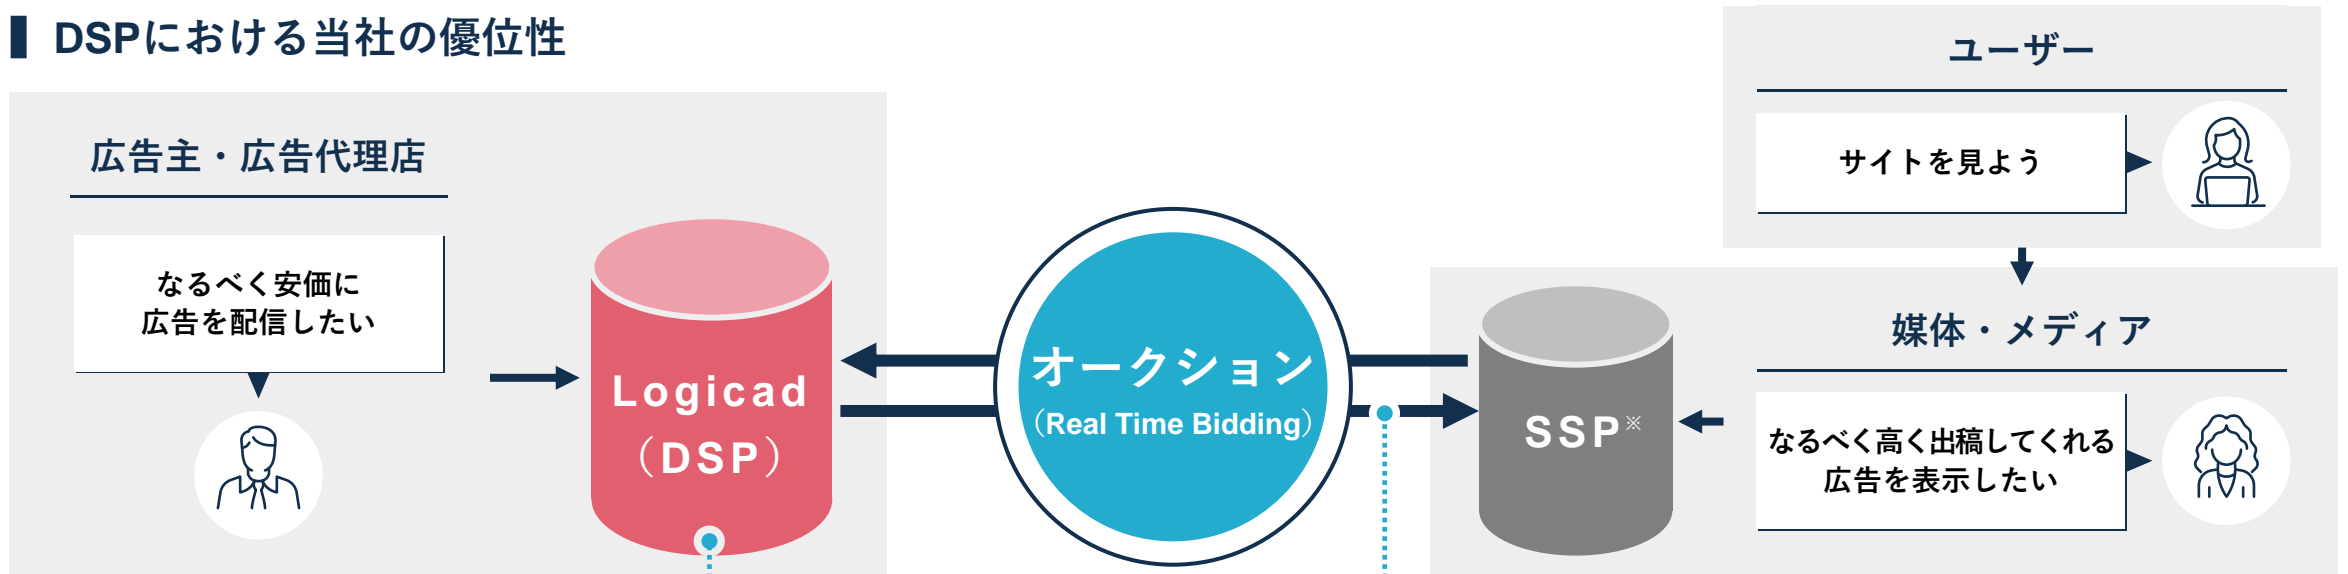 DSPにおける当社の優位性
広告主・広告代理店
なるべく安価に
広告を配信したい
Logicad
（DSP）
オークション
（Real Time Bidding）
SSP※
ユーザー
サイトを見よう
媒体・メディア
なるべく高く出稿してくれる
広告を表示したい